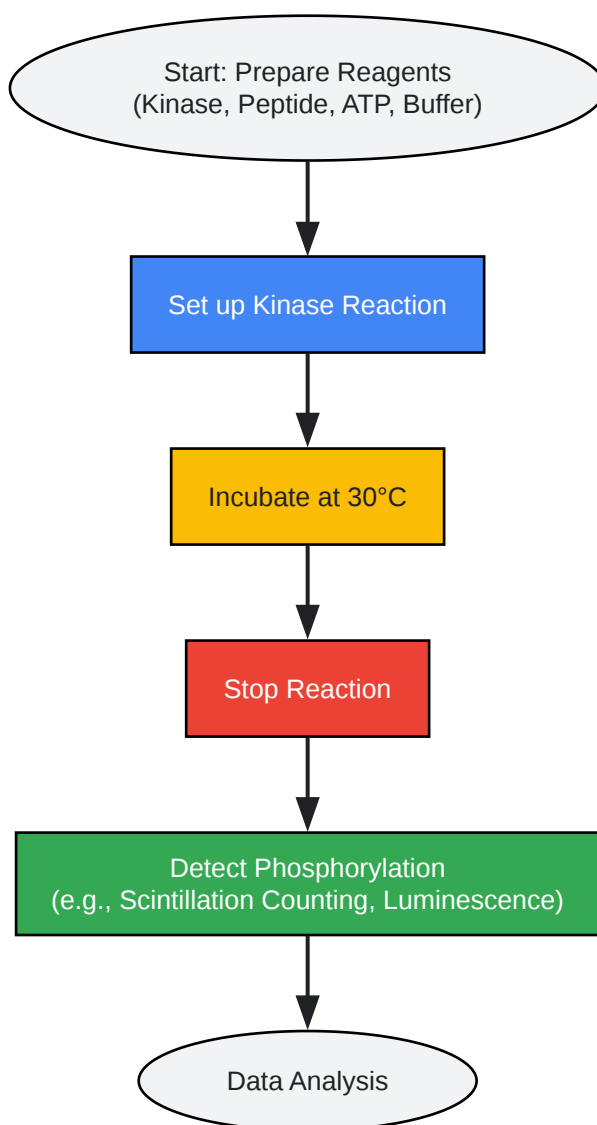 Start: Prepare Reagents
(Kinase, Peptide, ATP, Buffer)
Set up Kinase Reaction
Incubate at 30°C
Stop Reaction
Detect Phosphorylation
(e.g., Scintillation Counting, Luminescence)
Data Analysis